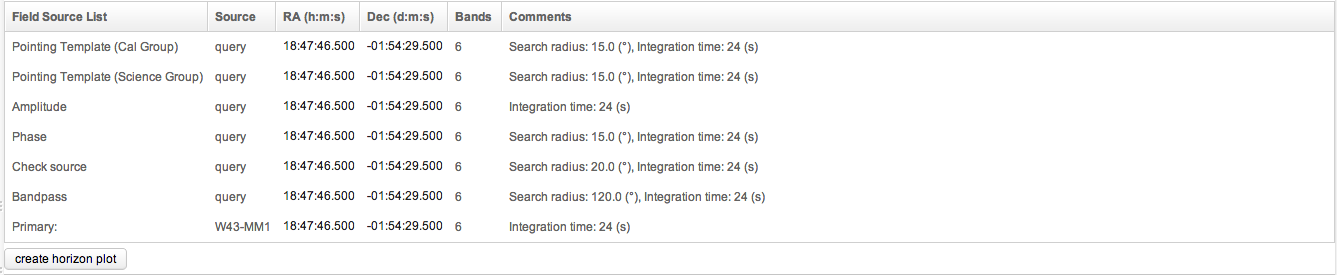 Field Source List Source RA (h:m:s) Dec (d:m:s) Bands Comments
Pointing Template (Cal Group) query 18:47:46.500 -01:54:29.500 6 Search radius: 15.0 (°), Integration time: 24 (s)
Pointing Template (Science Group) query 18:47:46.500 -01:54:29.500 6 Search radius: 15.0 (°), Integration time: 24 (s)
Amplitude query 18:47:46.500 -01:54:29.500 6 Integration time: 24 (s)
Phase query 18:47:46.500 -01:54:29.500 6 Search radius: 15.0 (°), Integration time: 24 (s)
Check source query 18:47:46.500 -01:54:29.500 6 Search radius: 20.0 (°), Integration time: 24 (s)
Bandpass query 18:47:46.500 -01:54:29.500 6 Search radius: 120.0 (°), Integration time: 24 (s)
Primary: W43-MM1 18:47:46.500 -01:54:29.500 6 Integration time: 24 (s)
create horizon plot